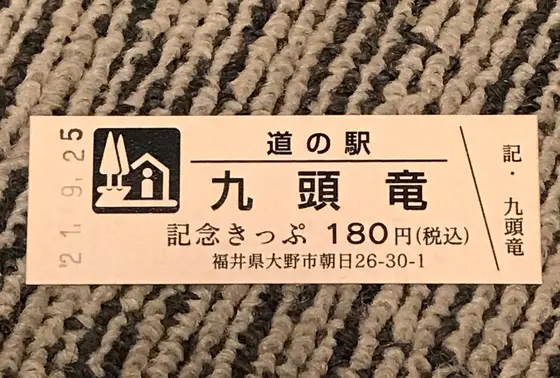 '21. 9. 25
道の駅
九頭竜
記念きっぷ 180円(税込)
福井県大野市朝日26-30-1
記・九頭竜